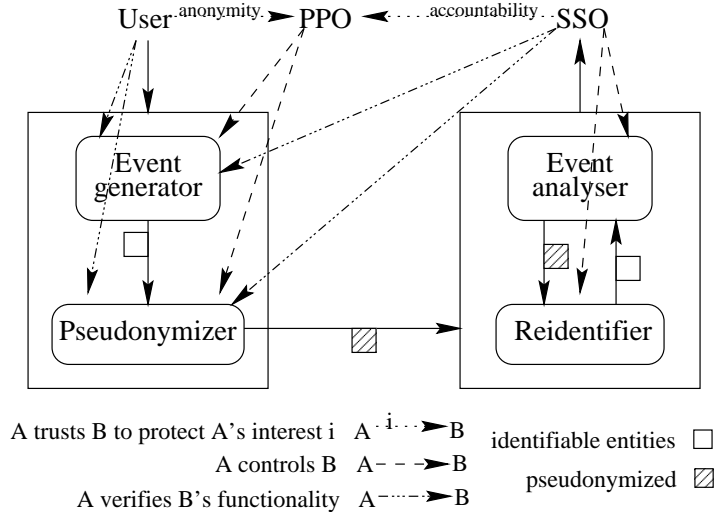 User anonymity PPO accountability SSO
Event
generator
Event
analyser
Pseudonymizer
Reidentifier
A trusts B to protect A's interest i A i B
identifiable entities
A controls B A B
pseudonymized
A verifies B's functionality A B